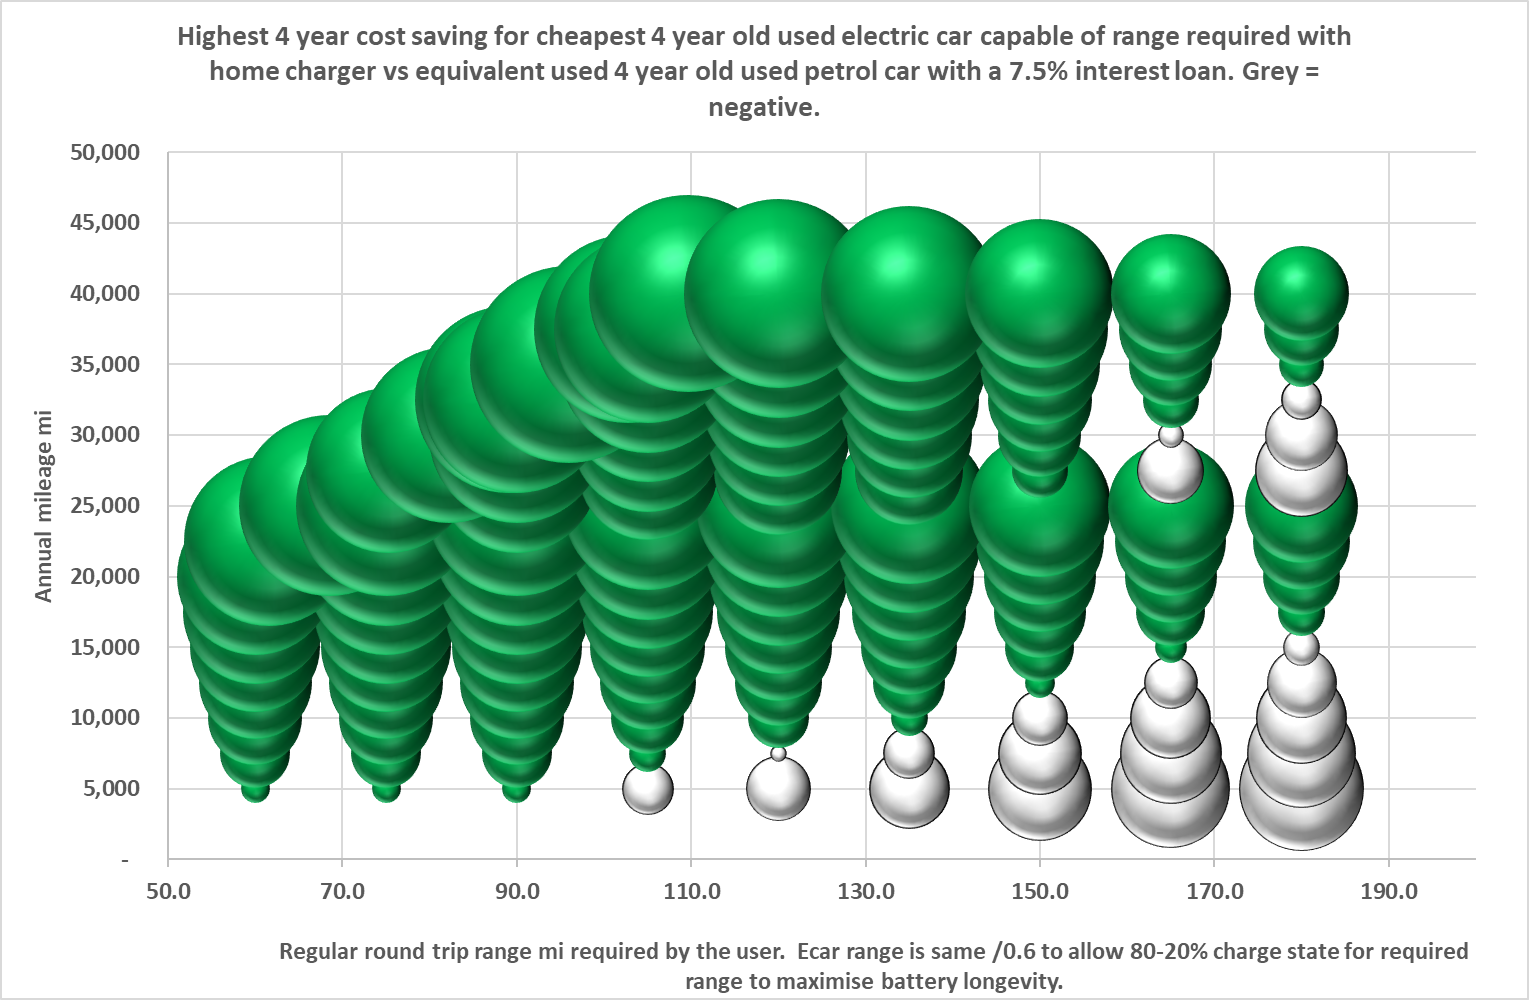 Highest 4 year cost saving for cheapest 4 year old used electric car capable of range required with
home charger vs equivalent used 4 year old used petrol car with a 7.5% interest loan. Grey =
negative.
50,000
45,000
40,000
35,000
30,000
25,000
20,000
15,000
10,000
5,000
-
Annual mileage mi
50.0 70.0 90.0 110.0 130.0 150.0 170.0 190.0
Regular round trip range mi required by the user.  Ecar range is same /0.6 to allow 80-20% charge state for required
range to maximise battery longevity.